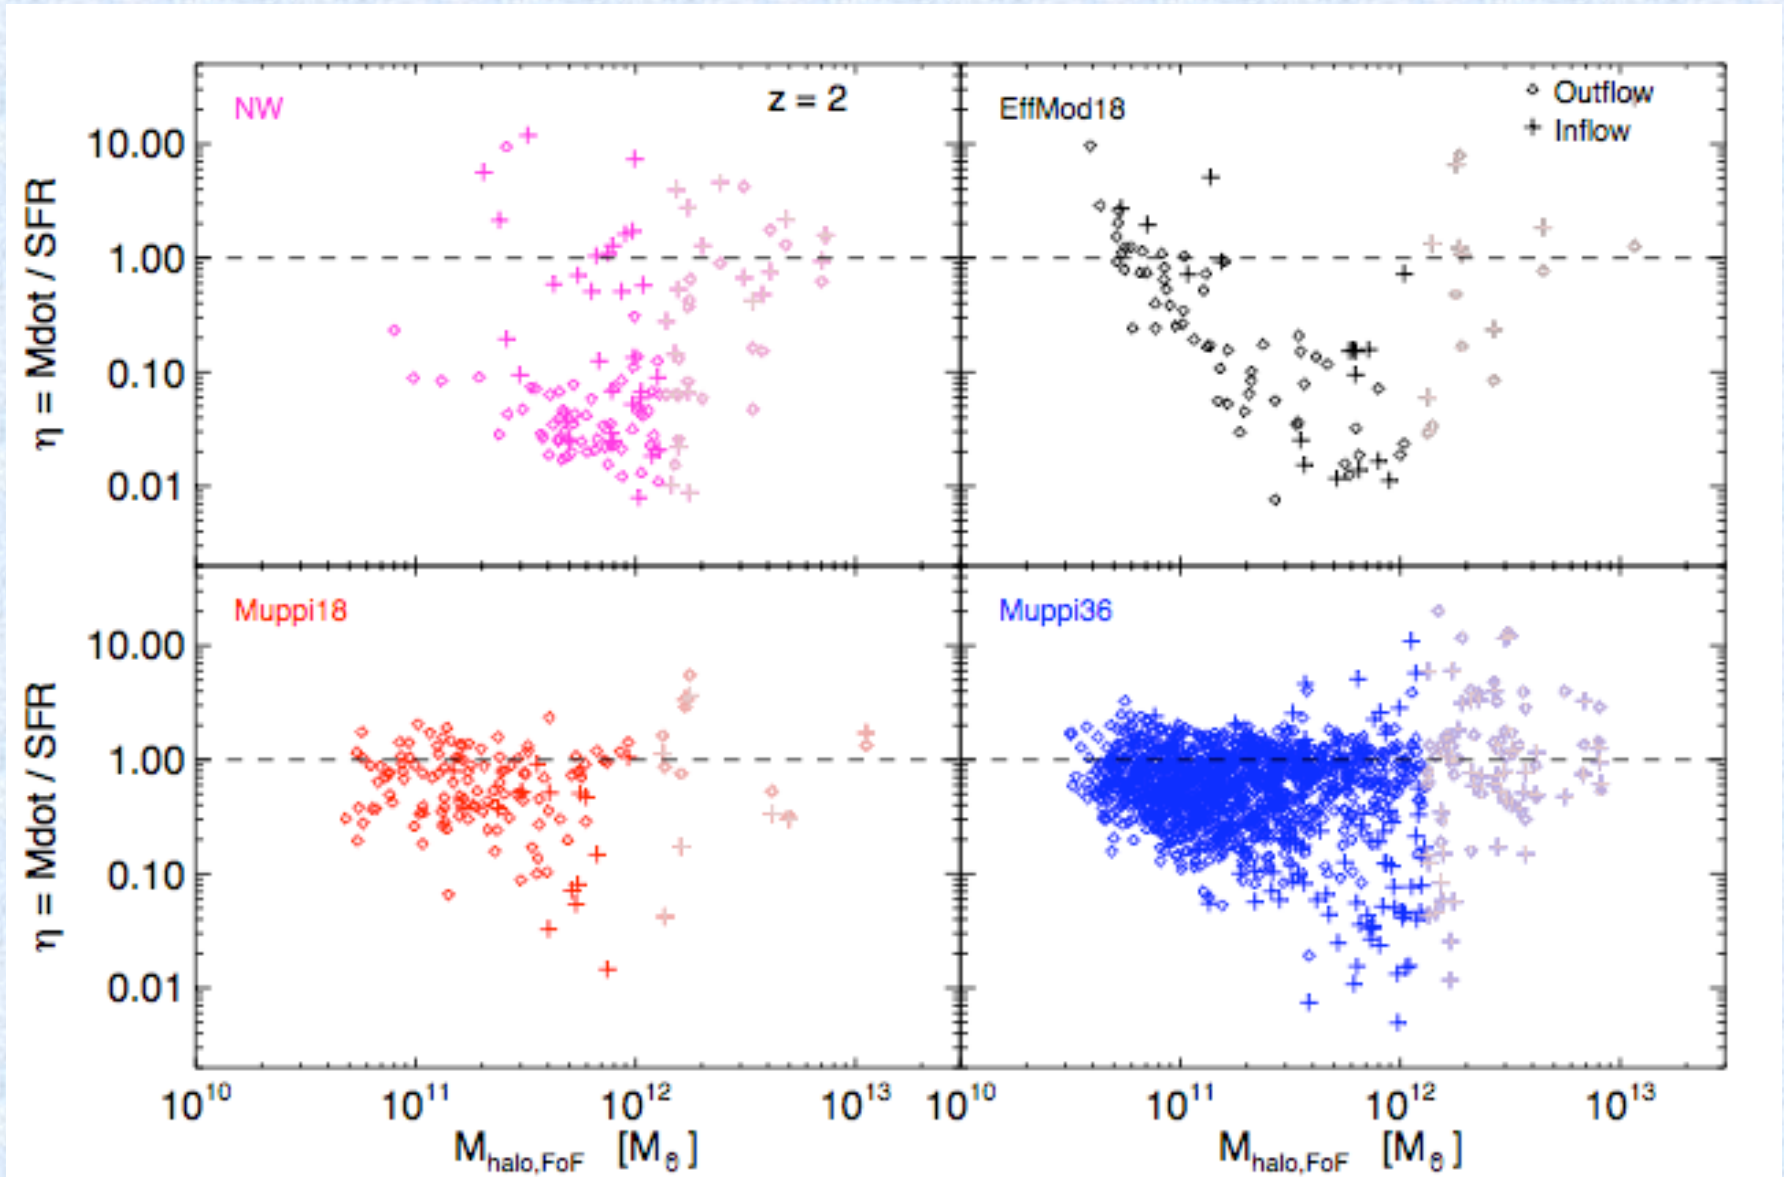 NW
z = 2
EffMod18
Outflow
Inflow
10.00
1.00
0.10
0.01
η = Mdot / SFR
Muppi18
Muppi36
10.00
1.00
0.10
0.01
η = Mdot / SFR
10^10
10^11
10^12
10^13
10^10
10^11
10^12
10^13
M_halo,FoF [M_ϐ]
M_halo,FoF [M_ϐ]